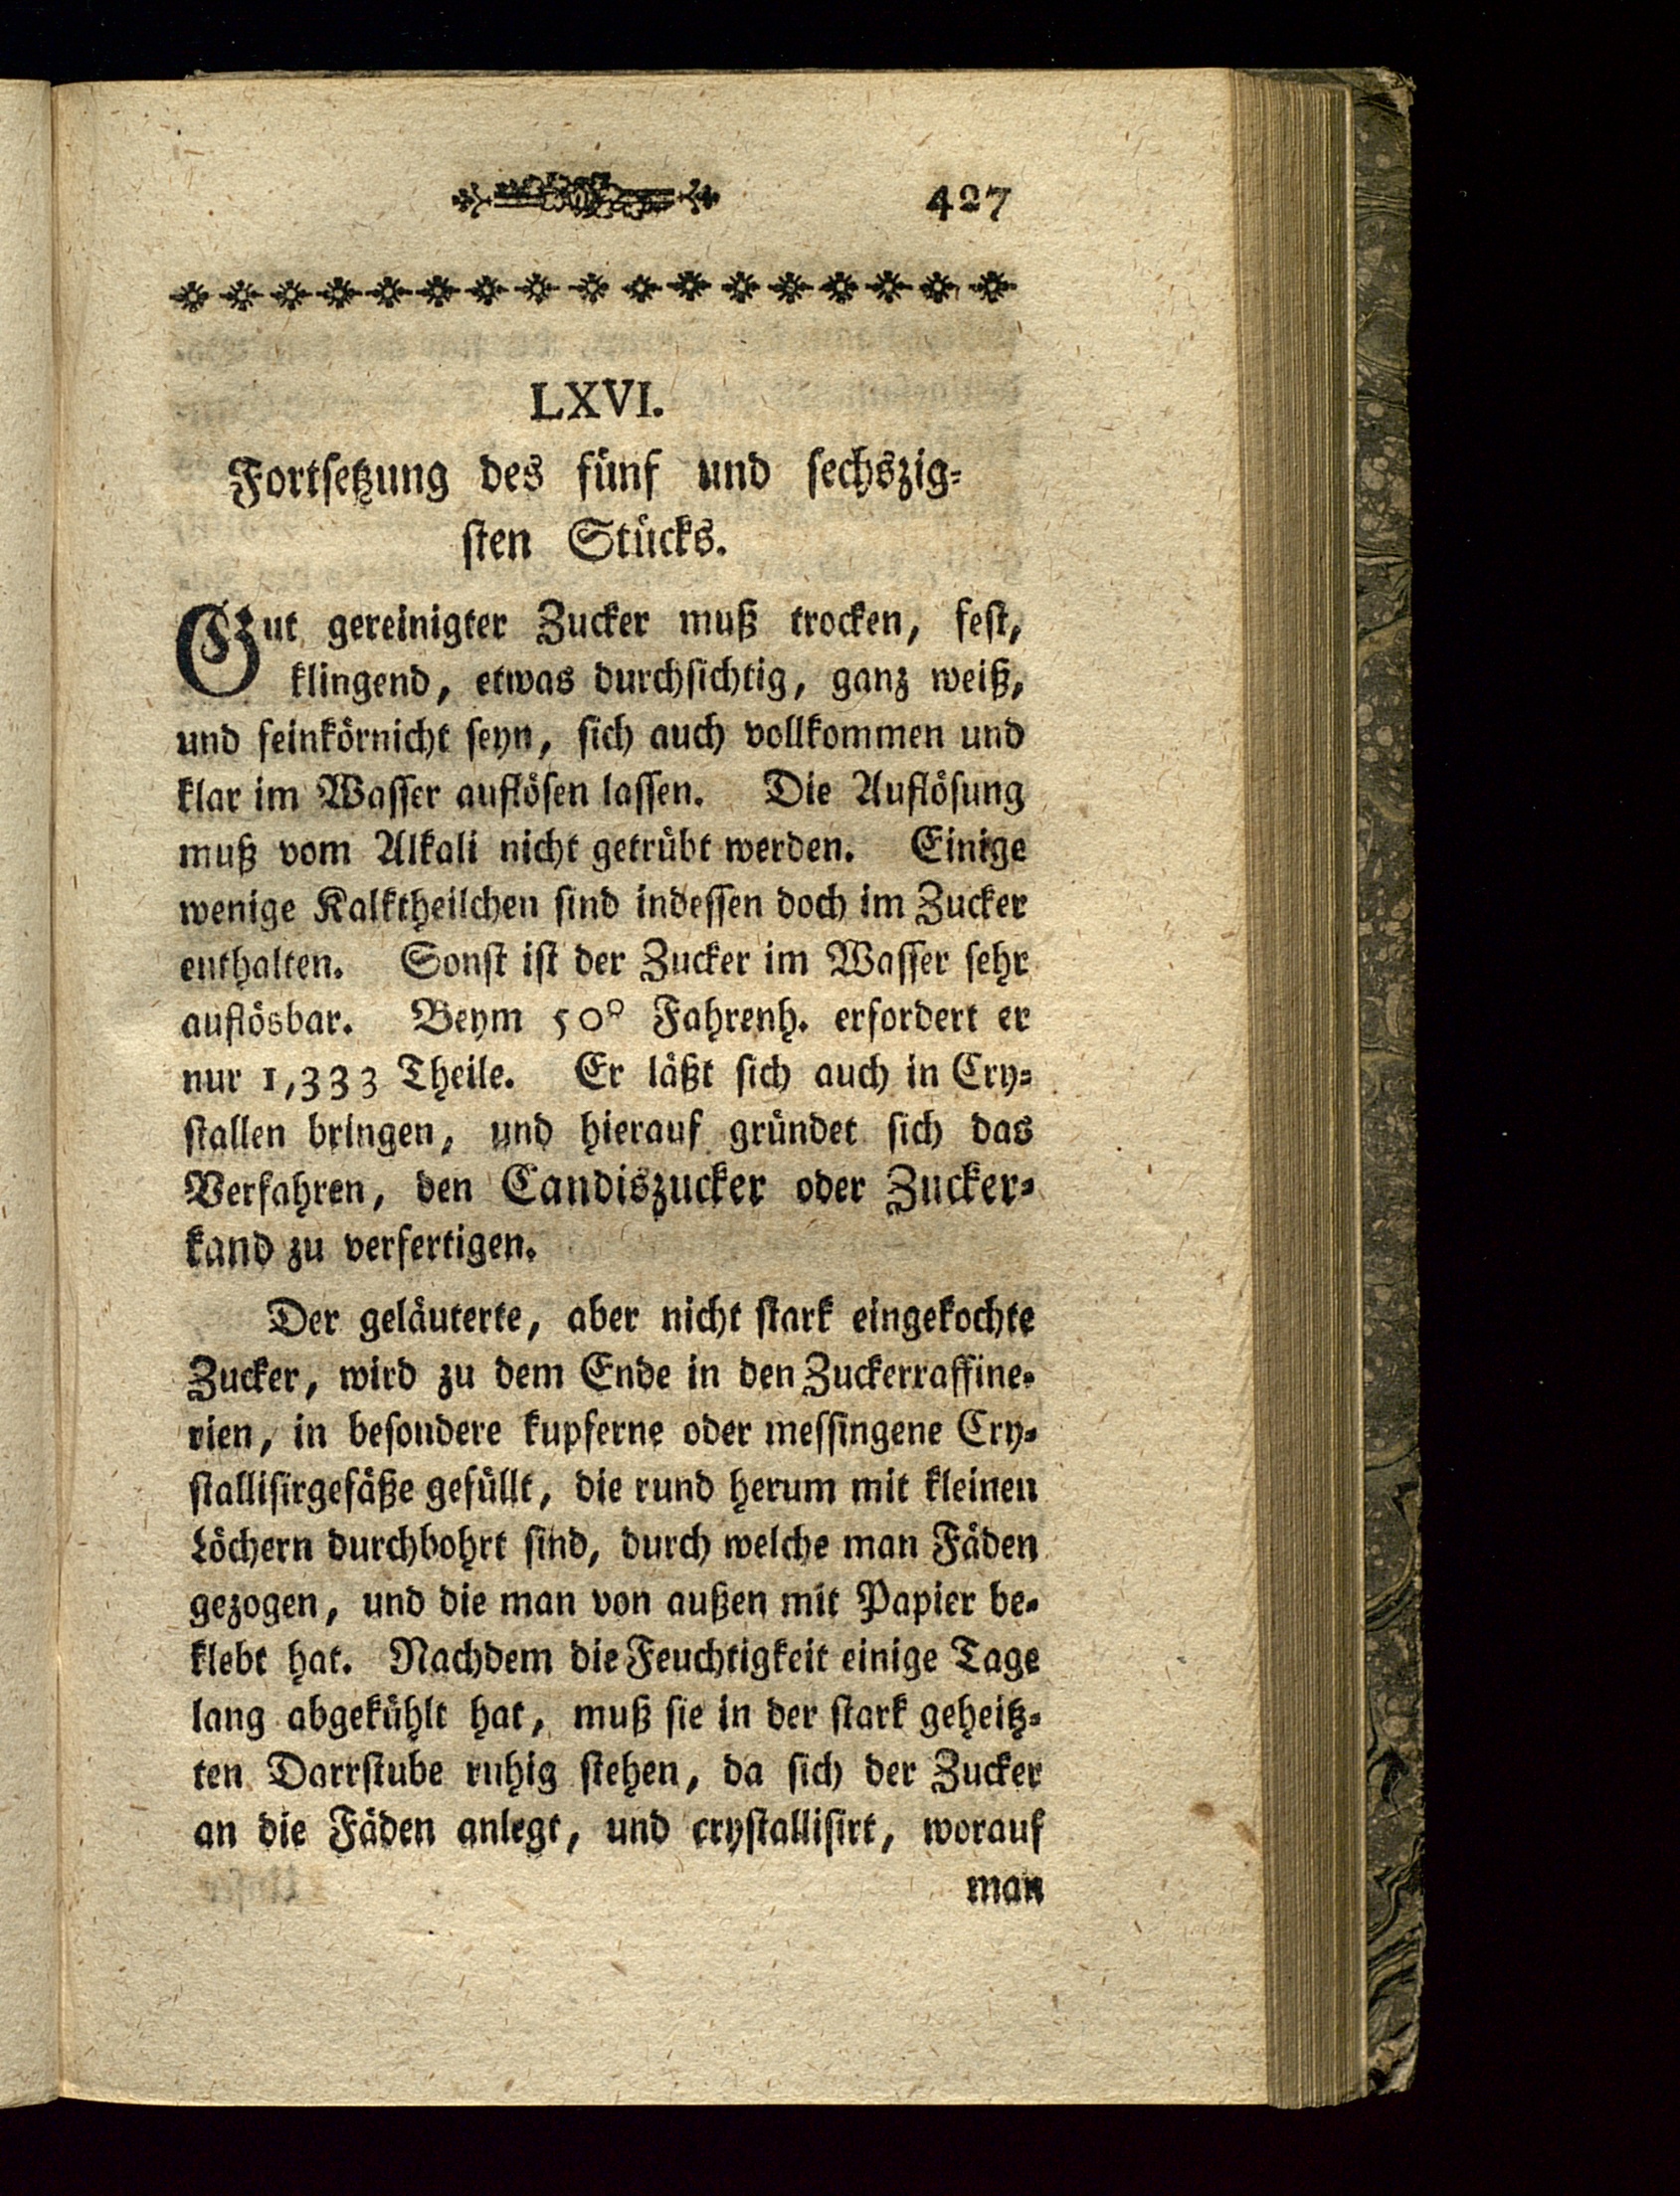 427
LXVI.
Fortsetzung des fünf und sechszig-
sten Stücks.
Gut gereinigter Zucker muß trocken, fest,
klingend, etwas durchsichtig, ganz weiß,
und feinkörnicht seyn, sich auch vollkommen und
klar im Wasser auflösen lassen. Die Auflösung
muß vom Alkali nicht getrübt werden. Einige
wenige Kalktheilchen sind indessen doch im Zucker
enthalten. Sonst ist der Zucker im Wasser sehr
auflösbar. Beym 50° Fahrenh. erfordert er
nur 1,333 Theile. Er läßt sich auch in Cry-
stallen bringen, und hierauf gründet sich das
Verfahren, den Candiszucker oder Zucker-
kand zu verfertigen.
Der geläuterte, aber nicht stark eingekochte
Zucker, wird zu dem Ende in den Zuckerraffine-
rien, in besondere kupferne oder messingene Cry-
stallisirgefäße gefüllt, die rund herum mit kleinen
Löchern durchbohrt sind, durch welche man Fäden
gezogen, und die man von außen mit Papier be-
klebt hat. Nachdem die Feuchtigkeit einige Tage
lang abgekühlt hat, muß sie in der stark geheitz-
ten Darrstube ruhig stehen, da sich der Zucker
an die Fäden anlegt, und crystallisirt, worauf
man